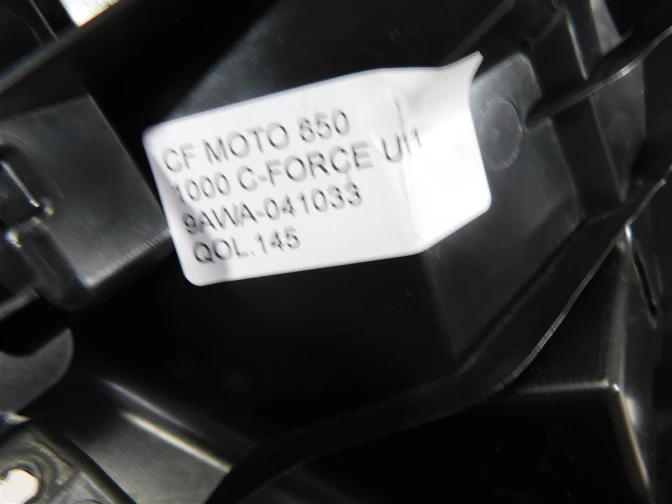 CF MOTO 850
1000 C-FORCE
9AWA-041033
QOL.145